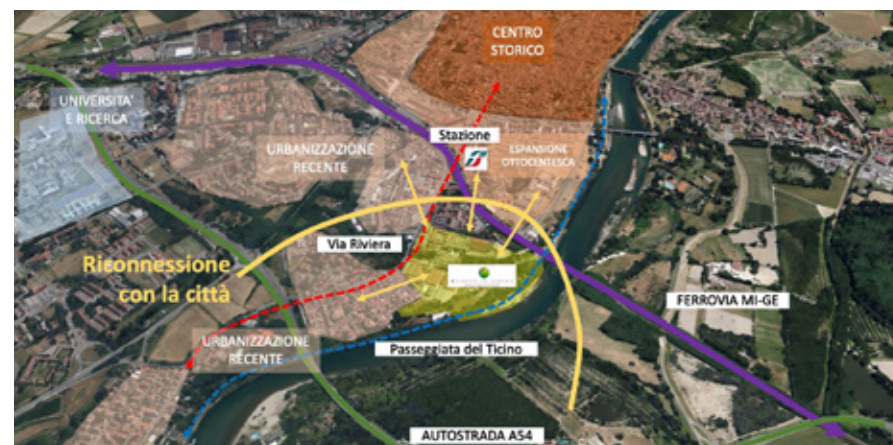 CENTRO
STORICO
UNIVERSITA'
E RICERCA
Stazione
URBANIZZAZIONE
RECENTE
ESPANSIONE
OTTOCENTESCA
Via Riviera
Riconnessione
con la città
FERROVIA MI-GE
URBANIZZAZIONE
RECENTE
Passeggiata del Ticino
AUTOSTRADA A54